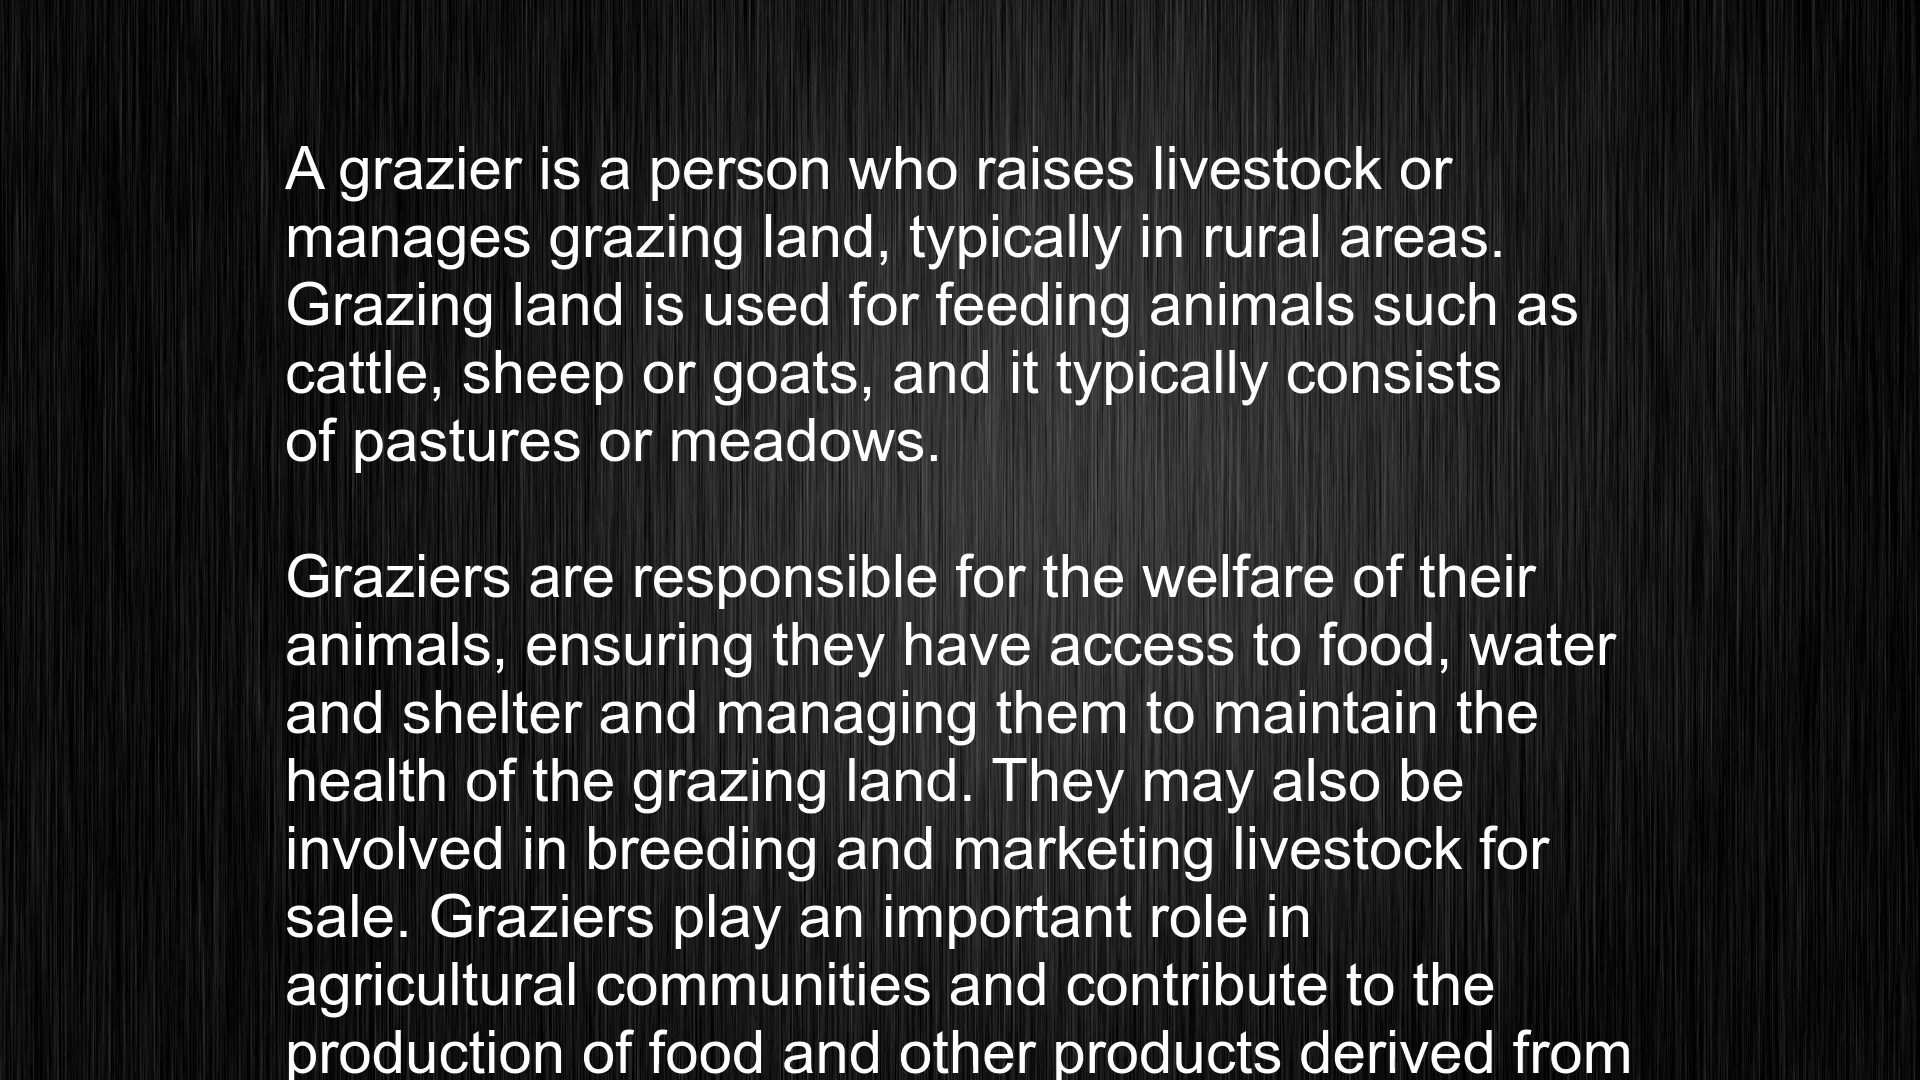 A grazier is a person who raises livestock or
manages grazing land, typically in rural areas.
Grazing land is used for feeding animals such as
cattle, sheep or goats, and it typically consists
of pastures or meadows.
Graziers are responsible for the welfare of their
animals, ensuring they have access to food, water
and shelter and managing them to maintain the
health of the grazing land. They may also be
involved in breeding and marketing livestock for
sale. Graziers play an important role in
agricultural communities and contribute to the
production of food and other products derived from